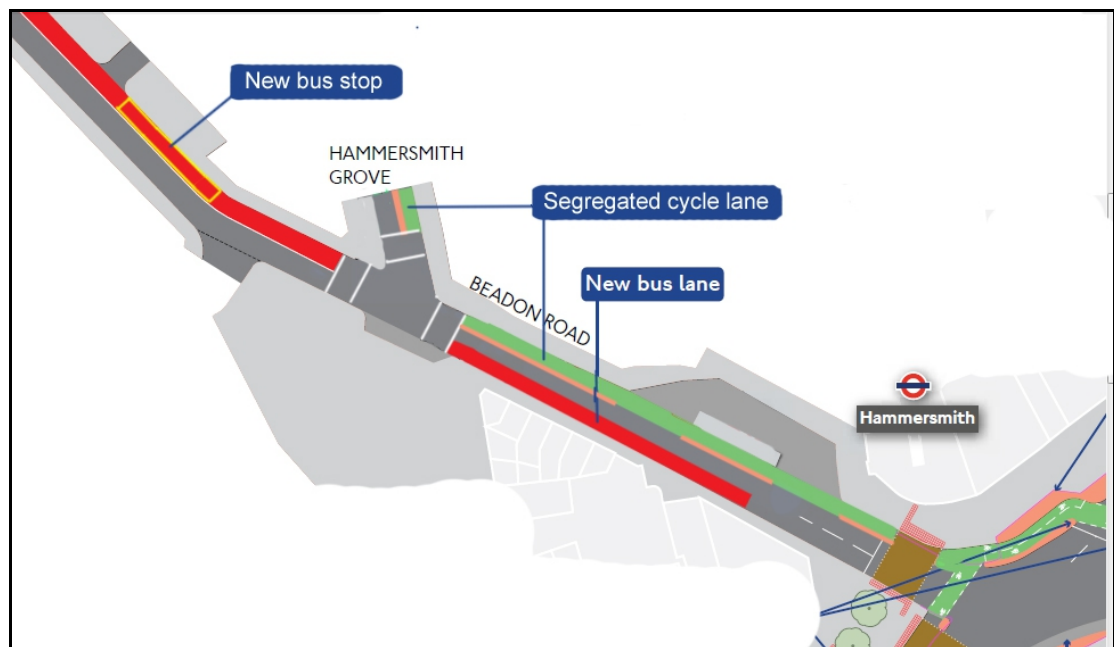 New bus stop
HAMMERSMITH
GROVE
Segregated cycle lane
New bus lane
BEADON ROAD
Hammersmith